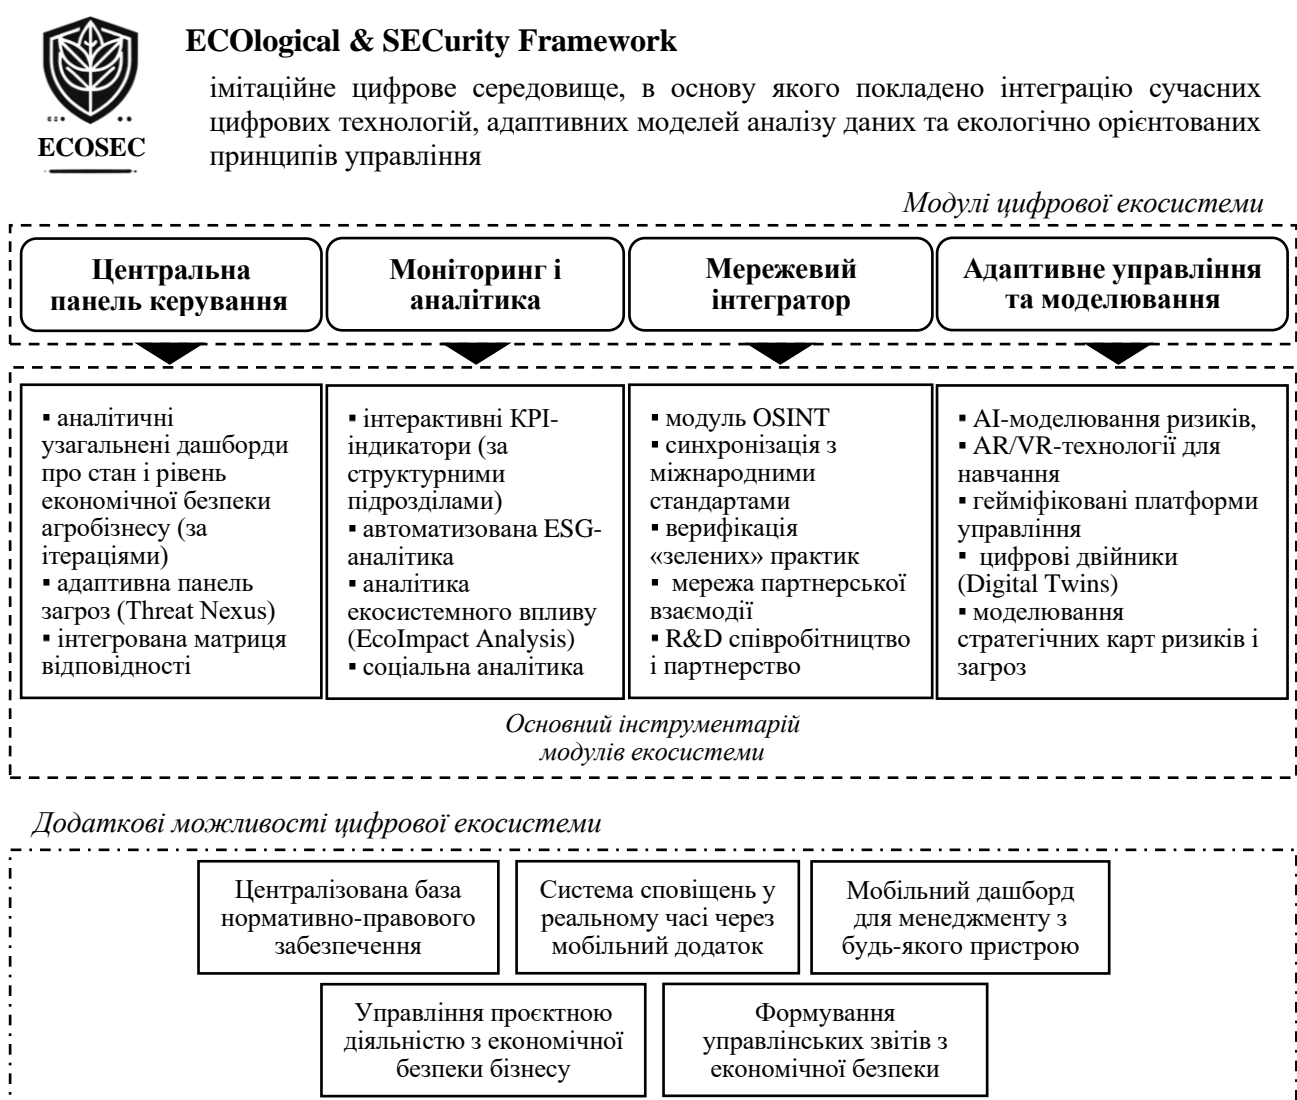 ECOlogical & SECurity Framework
імітаційне цифрове середовище, в основу якого покладено інтеграцію сучасних
цифрових технологій, адаптивних моделей аналізу даних та екологічно орієнтованих
принципів управління
ECOSEC
Модулі цифрової екосистеми
Центральна
панель керування
Моніторинг і
аналітика
Мережевий
інтегратор
Адаптивне управління
та моделювання
▪ аналітичні
узагальнені дашборди
про стан і рівень
економічної безпеки
агробізнесу (за
ітераціями)
▪ адаптивна панель
загроз (Threat Nexus)
▪ інтегрована матриця
відповідності
▪ інтерактивні KPI-
індикатори (за
структурними
підрозділами)
▪ автоматизована ESG-
аналітика
▪ аналітика
екосистемного впливу
(EcoImpact Analysis)
▪ соціальна аналітика
▪ модуль OSINT
▪ синхронізація з
міжнародними
стандартами
▪ верифікація
«зелених» практик
▪ мережа партнерської
взаємодії
▪ R&D співробітництво
і партнерство
▪ AI-моделювання ризиків,
▪ AR/VR-технології для
навчання
▪ гейміфіковані платформи
управління
▪ цифрові двійники
(Digital Twins)
▪ моделювання
стратегічних карт ризиків і
загроз
Основний інструментарій
модулів екосистеми
Додаткові можливості цифрової екосистеми
Централізована база
нормативно-правового
забезпечення
Система сповіщень у
реальному часі через
мобільний додаток
Мобільний дашборд
для менеджменту з
будь-якого пристрою
Управління проєктною
діяльністю з економічної
безпеки бізнесу
Формування
управлінських звітів з
економічної безпеки